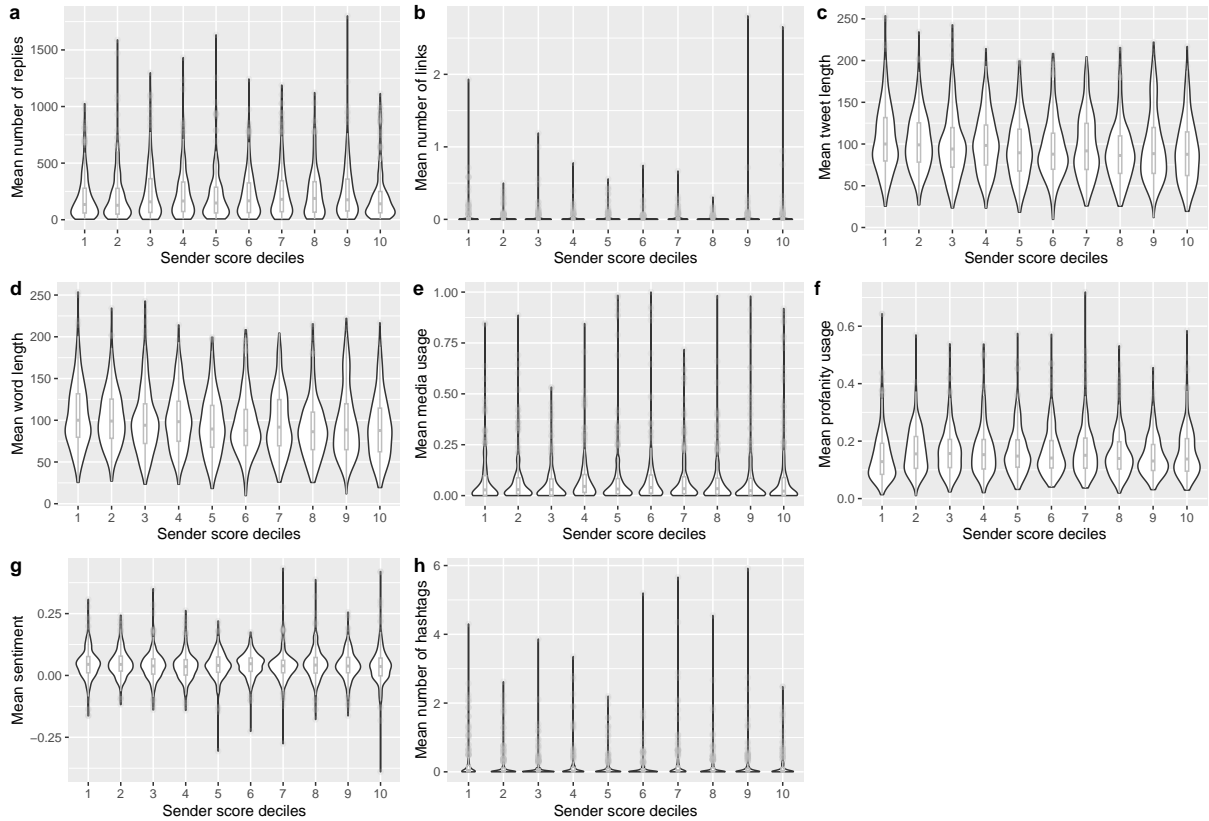 a
Mean number of replies
1500
1000
500
0
1 2 3 4 5 6 7 8 9 10
Sender score deciles
b
Mean number of links
2
1
0
1 2 3 4 5 6 7 8 9 10
Sender score deciles
c
Mean tweet length
250
200
150
100
50
0
1 2 3 4 5 6 7 8 9 10
Sender score deciles
d
Mean word length
250
200
150
100
50
0
1 2 3 4 5 6 7 8 9 10
Sender score deciles
e
Mean media usage
1.00
0.75
0.50
0.25
0.00
1 2 3 4 5 6 7 8 9 10
Sender score deciles
f
Mean profanity usage
0.6
0.4
0.2
0.0
1 2 3 4 5 6 7 8 9 10
Sender score deciles
g
Mean sentiment
0.25
0.00
−0.25
1 2 3 4 5 6 7 8 9 10
Sender score deciles
h
Mean number of hashtags
6
4
2
0
1 2 3 4 5 6 7 8 9 10
Sender score deciles